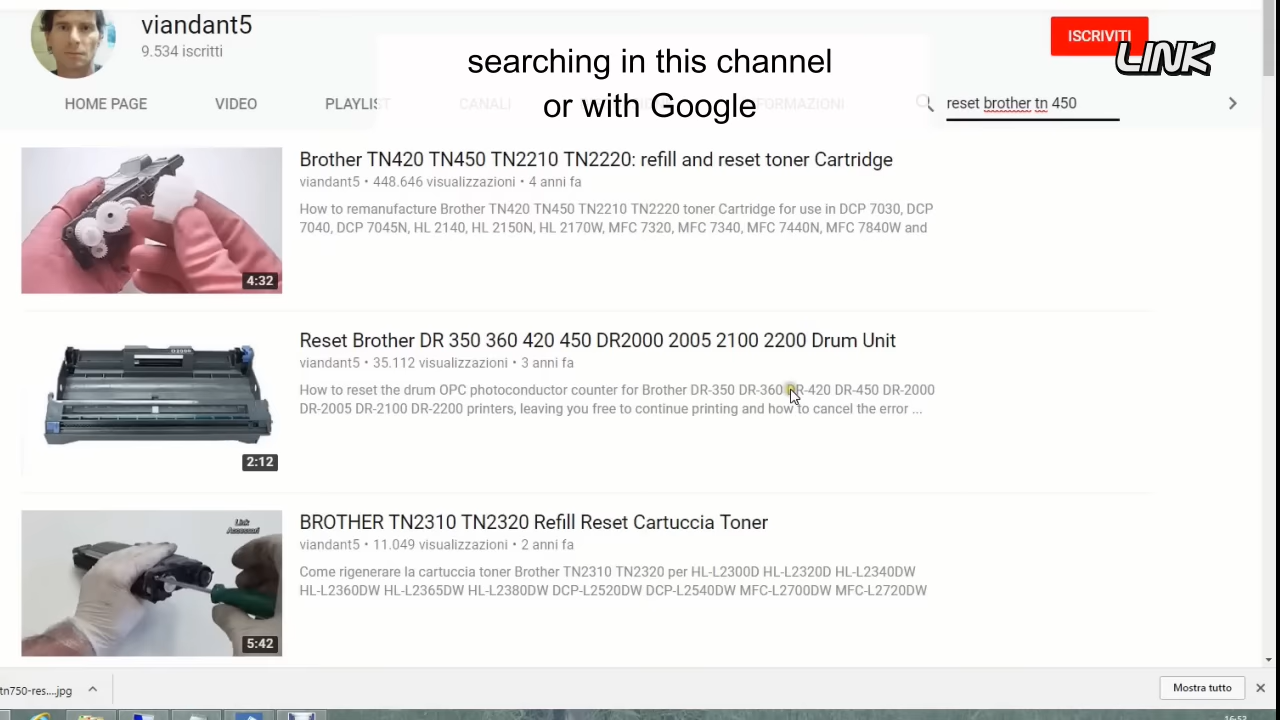 viandant5
9.534 iscritti
ISCRIVITI
LINK
searching in this channel
or with Google
HOME PAGE
VIDEO
PLAYLIST
CANALI
FORMAZIONI
reset brother tn 450
Brother TN420 TN450 TN2210 TN2220: refill and reset toner Cartridge
viandant5 • 448.646 visualizzazioni • 4 anni fa
How to remanufacture Brother TN420 TN450 TN2210 TN2220 toner Cartridge for use in DCP 7030, DCP
7040, DCP 7045N, HL 2140, HL 2150N, HL 2170W, MFC 7320, MFC 7340, MFC 7440N, MFC 7840W and
4:32
Reset Brother DR 350 360 420 450 DR2000 2005 2100 2200 Drum Unit
viandant5 • 35.112 visualizzazioni • 3 anni fa
How to reset the drum OPC photoconductor counter for Brother DR-350 DR-360 DR-420 DR-450 DR-2000
DR-2005 DR-2100 DR-2200 printers, leaving you free to continue printing and how to cancel the error ...
2:12
Link
Accessori
BROTHER TN2310 TN2320 Refill Reset Cartuccia Toner
viandant5 • 11.049 visualizzazioni • 2 anni fa
Come rigenerare la cartuccia toner Brother TN2310 TN2320 per HL-L2300D HL-L2320D HL-L2340DW
HL-L2360DW HL-L2365DW HL-L2380DW DCP-L2520DW DCP-L2540DW MFC-L2700DW MFC-L2720DW
5:42
tn750-res....jpg
Mostra tutto